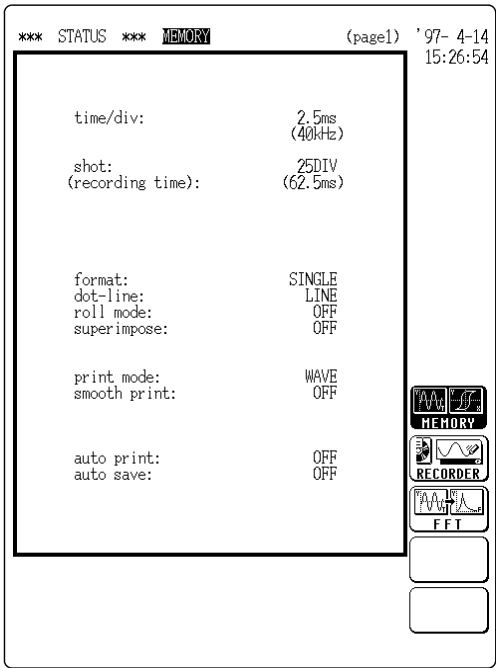 *** STATUS *** MEMORY (page1) '97- 4-14
15:26:54
time/div: 2.5ms
(40kHz)
shot: 25DIV
(recording time): (62.5ms)
format: SINGLE
dot-line: LINE
roll mode: OFF
superimpose: OFF
print mode: WAVE
smooth print: OFF
auto print: OFF
auto save: OFF
MEMORY
RECORDER
FFT